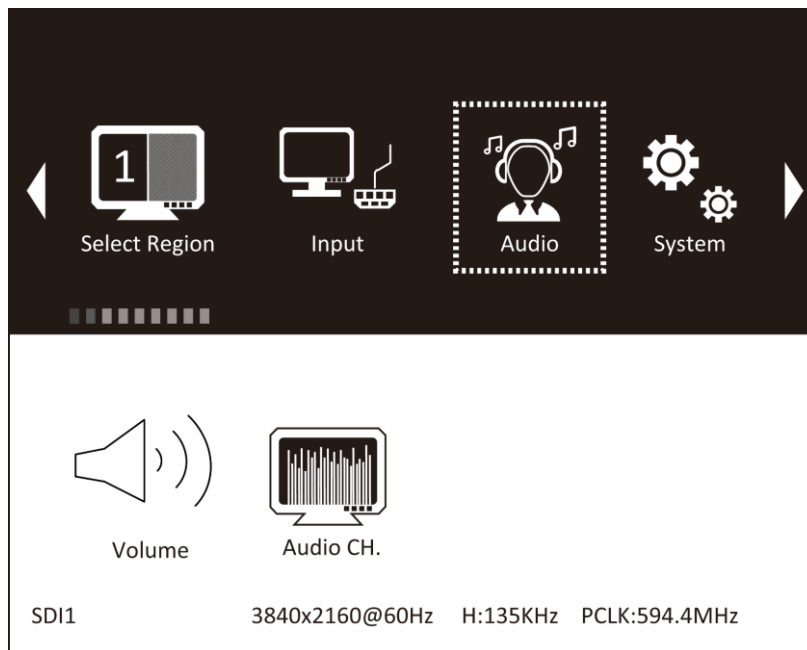 1
Select Region Input Audio System
Volume Audio CH.
SDI1 3840x2160@60Hz H:135KHz PCLK:594.4MHz